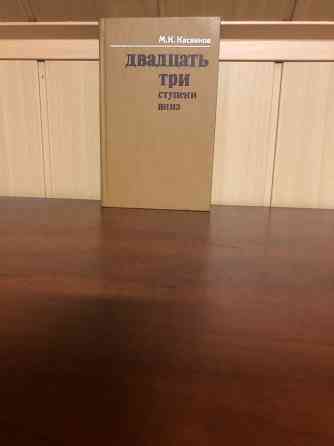 М.К. Касвинов
двадцать
три
ступени
вниз